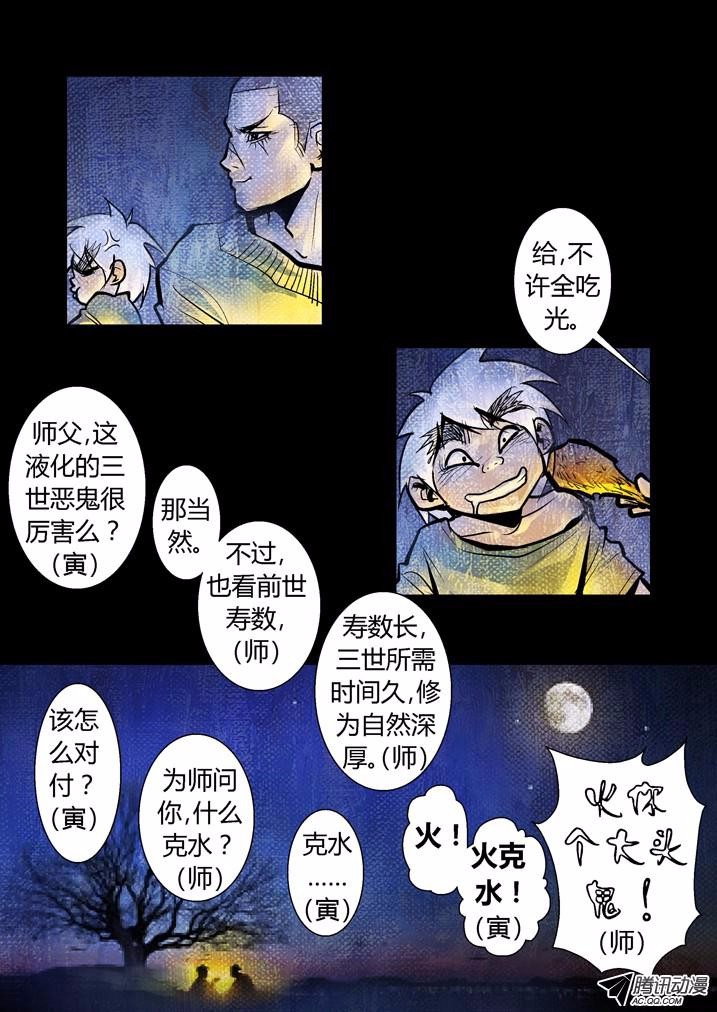 给,不
许全吃
光。
师父,这
液化的三
世恶鬼很
厉害么？
(寅)
那当
然。
不过,
也看前世
寿数,
(师)
寿数长,
三世所需
时间久,修
为自然深
厚。(师)
该怎
么对
付？
(寅)
为师问
你,什么
克水？
(师)
克水
……
(寅)
火！
火克
水！
(寅)
火你
个大头
鬼！
(师)
腾讯动漫
AC.QQ.COM